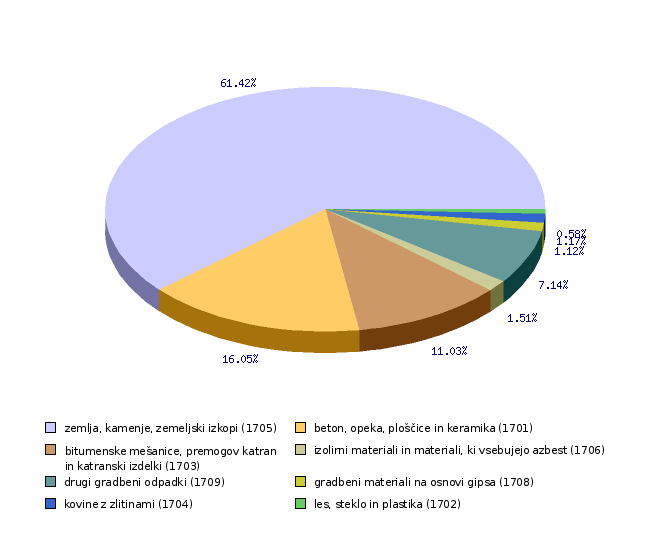 61.42%
0.58%
1.17%
1.12%
7.14%
1.51%
11.03%
16.05%
zemlja, kamenje, zemeljski izkopi (1705)
beton, opeka, ploščice in keramika (1701)
bitumenske mešanice, premogov katran
in katranski izdelki (1703)
izolirni materiali in materiali, ki vsebujejo azbest (1706)
drugi gradbeni odpadki (1709)
gradbeni materiali na osnovi gipsa (1708)
kovine z zlitinami (1704)
les, steklo in plastika (1702)